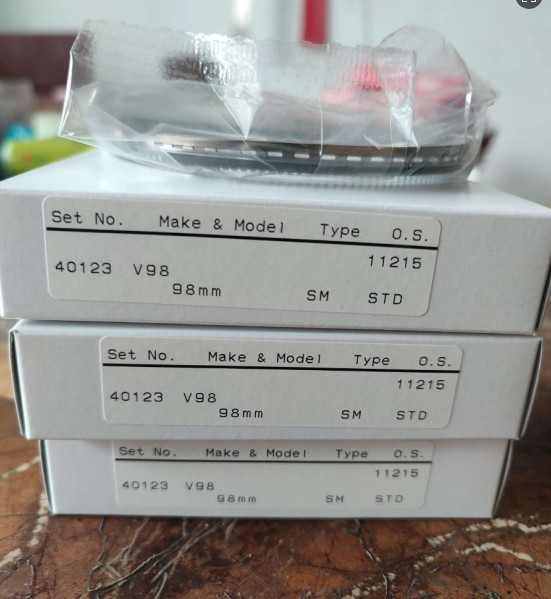 Set No. Make & Model Type O.S.
11215
40123 V98
98mm SM STD
Set No. Make & Model Type O.S.
11215
40123 V98
98mm SM STD
Set No. Make & Model Type O.S.
11215
40123 V98
98mm SM STD